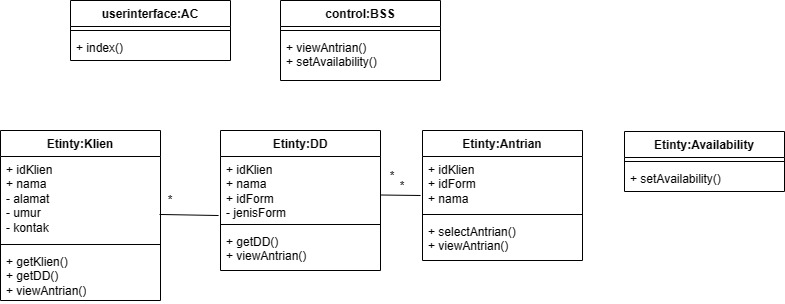 userinterface:AC
+ index()
control:BSS
+ viewAntrian()
+ setAvailability()
Etinty:Klien
+ idKlien
+ nama
- alamat
- umur
- kontak
+ getKlien()
+ getDD()
+ viewAntrian()
*
Etinty:DD
+ idKlien
+ nama
+ idForm
- jenisForm
+ getDD()
+ viewAntrian()
*
*
Etinty:Antrian
+ idKlien
+ idForm
+ nama
+ selectAntrian()
+ viewAntrian()
Etinty:Availability
+ setAvailability()